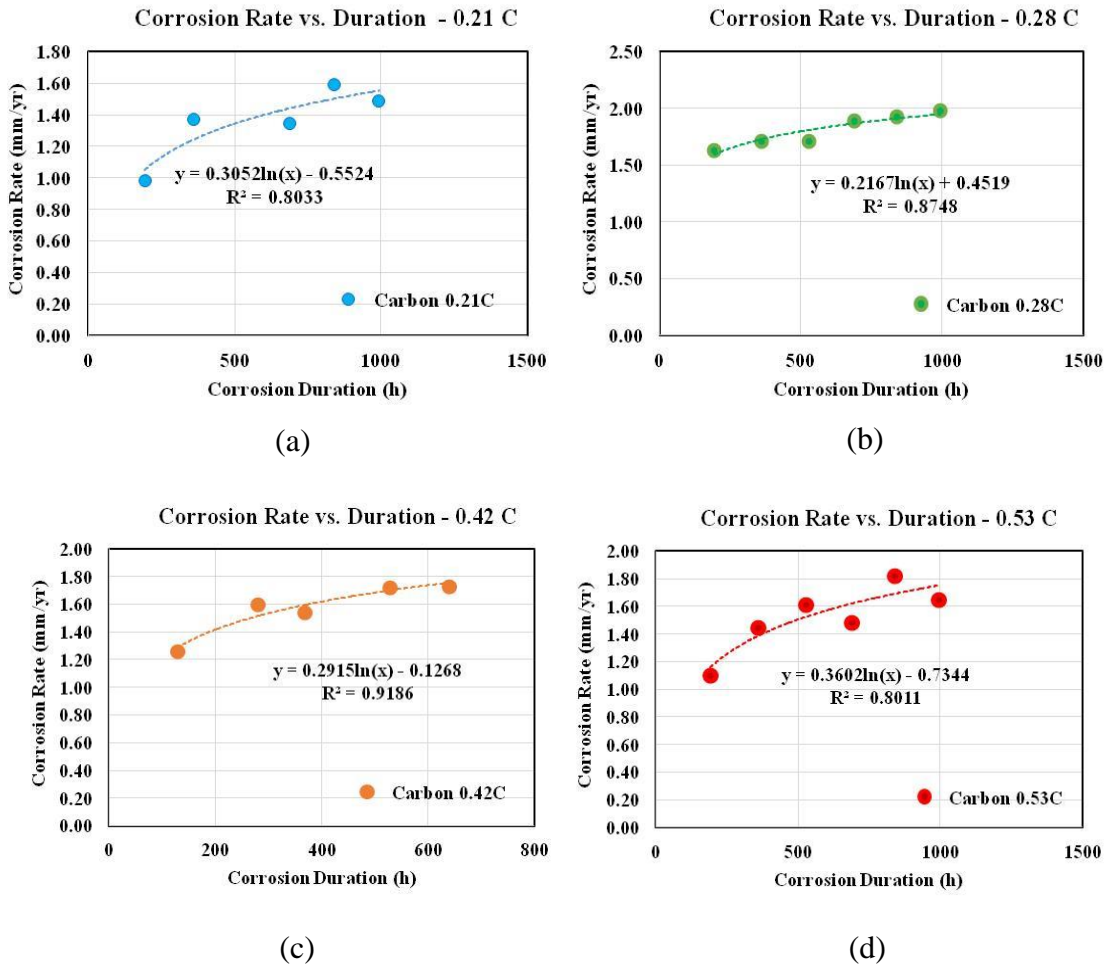 Corrosion Rate vs. Duration - 0.21 C
Corrosion Rate (mm/yr)
1.80
1.60
1.40
1.20
1.00
0.80
0.60
0.40
0.20
0.00
y = 0.3052ln(x) - 0.5524
R² = 0.8033
Carbon 0.21C
0 500 1000 1500
Corrosion Duration (h)
(a)
Corrosion Rate vs. Duration - 0.28 C
Corrosion Rate (mm/yr)
2.50
2.00
1.50
1.00
0.50
0.00
y = 0.2167ln(x) + 0.4519
R² = 0.8748
Carbon 0.28C
0 500 1000 1500
Corrosion Duration (h)
(b)
Corrosion Rate vs. Duration - 0.42 C
Corrosion Rate (mm/yr)
2.00
1.80
1.60
1.40
1.20
1.00
0.80
0.60
0.40
0.20
0.00
y = 0.2915ln(x) - 0.1268
R² = 0.9186
Carbon 0.42C
0 200 400 600 800
Corrosion Duration (h)
(c)
Corrosion Rate vs. Duration - 0.53 C
Corrosion Rate (mm/yr)
2.00
1.80
1.60
1.40
1.20
1.00
0.80
0.60
0.40
0.20
0.00
y = 0.3602ln(x) - 0.7344
R² = 0.8011
Carbon 0.53C
0 500 1000 1500
Corrosion Duration (h)
(d)